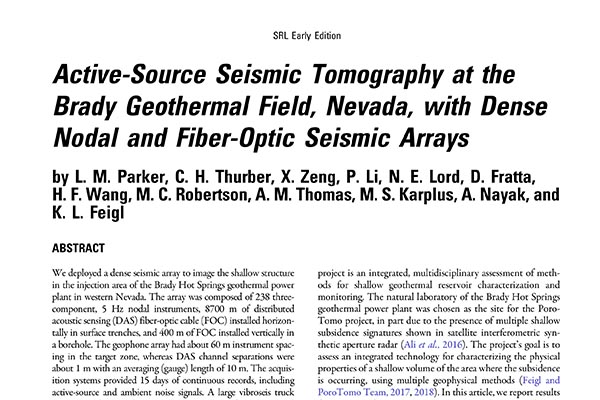 SRL Early Edition
Active-Source Seismic Tomography at the
Brady Geothermal Field, Nevada, with Dense
Nodal and Fiber-Optic Seismic Arrays
by L. M. Parker, C. H. Thurber, X. Zeng, P. Li, N. E. Lord, D. Fratta,
H. F. Wang, M. C. Robertson, A. M. Thomas, M. S. Karplus, A. Nayak, and
K. L. Feigl
ABSTRACT
We deployed a dense seismic array to image the shallow structure
in the injection area of the Brady Hot Springs geothermal power
plant in western Nevada. The array was composed of 238 three-
component, 5 Hz nodal instruments, 8700 m of distributed
acoustic sensing (DAS) fiber-optic cable (FOC) installed horizon-
tally in surface trenches, and 400 m of FOC installed vertically in
a borehole. The geophone array had about 60 m instrument spac-
ing in the target zone, whereas DAS channel separations were
about 1 m with an averaging (gauge) length of 10 m. The acquis-
ition systems provided 15 days of continuous records, including
active-source and ambient noise signals. A large vibroseis truck
project is an integrated, multidisciplinary assessment of meth-
ods for shallow geothermal reservoir characterization and
monitoring. The natural laboratory of the Brady Hot Springs
geothermal power plant was chosen as the site for the Poro-
Tomo project, in part due to the presence of multiple shallow
subsidence signatures shown in satellite interferometric syn-
thetic aperture radar (Ali et al., 2016). The project's goal is to
assess an integrated technology for characterizing the physical
properties of a shallow volume of the area where the subsidence
is occurring, using multiple geophysical methods (Feigl and
PoroTomo Team, 2017, 2018). In this article, we report results